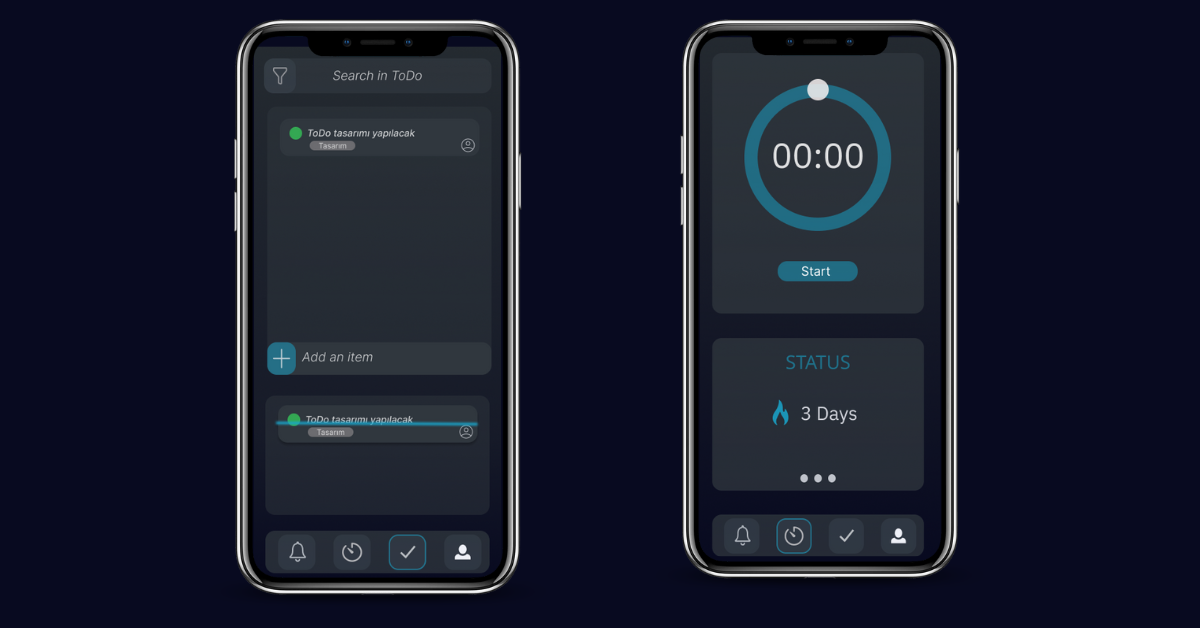 Search in ToDo
ToDo tasarımı yapılacak
Tasarım
Add an item
ToDo tasarımı yapılacak
Tasarım
00:00
Start
STATUS
3 Days